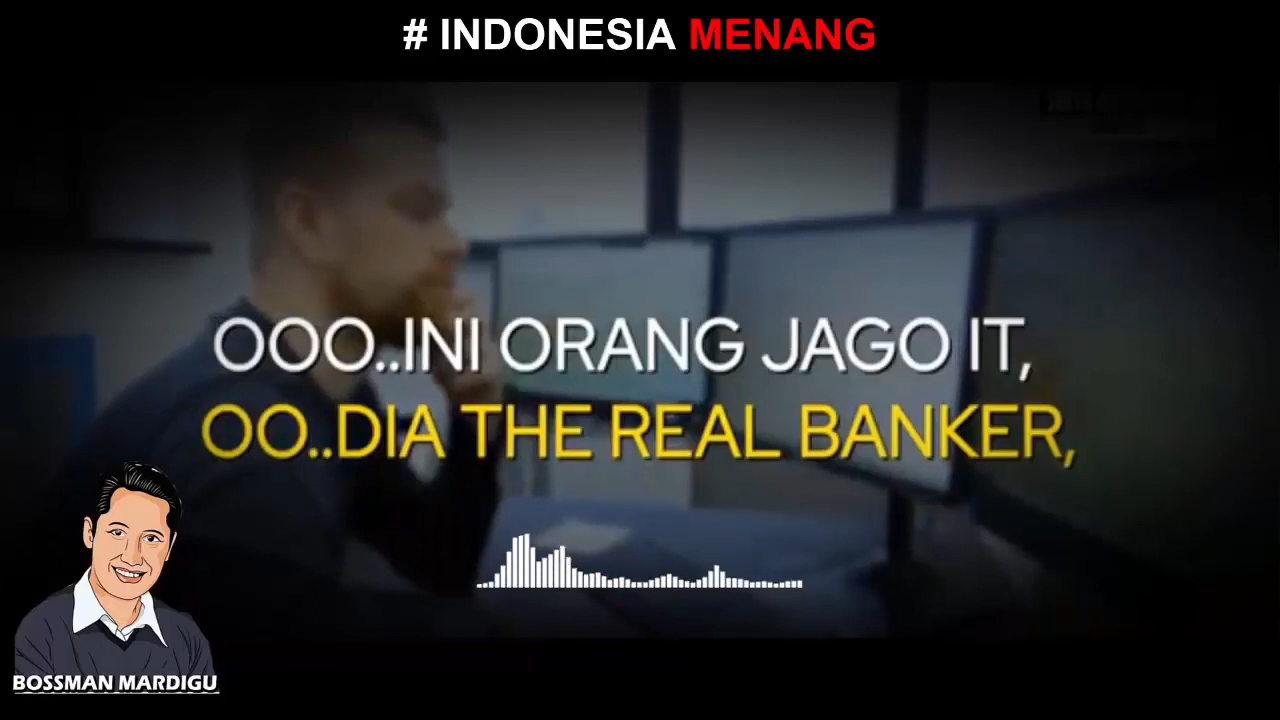 # INDONESIA MENANG
OOO..INI ORANG JAGO IT,
OO..DIA THE REAL BANKER,
BOSSMAN MARDIGU